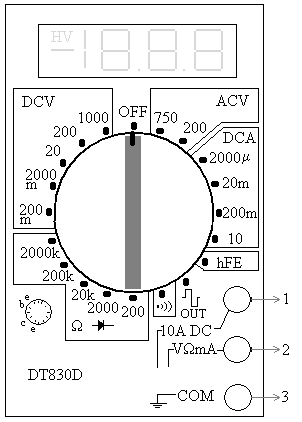 HV
-18.8.8
DCV
OFF
ACV
1000
750
200
200
DCA
20
2000μ
2000
m
20m
200
m
200m
2000k
10
200k
hFE
20k
2000
200
•)))
OUT
b e
c e
Ω
10A DC
1
VΩmA
2
DT830D
COM
3